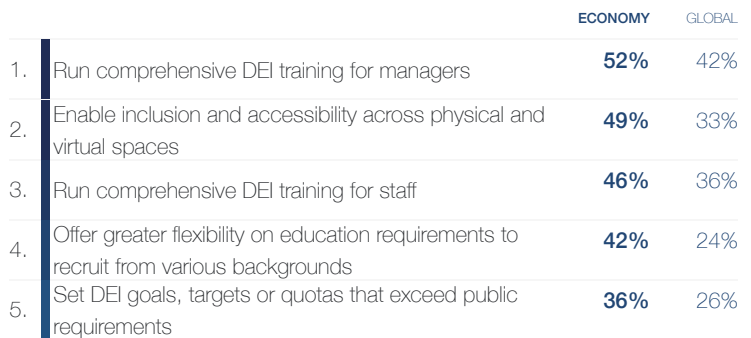 ECONOMY GLOBAL
1. Run comprehensive DEI training for managers 52% 42%
2. Enable inclusion and accessibility across physical and
virtual spaces 49% 33%
3. Run comprehensive DEI training for staff 46% 36%
4. Offer greater flexibility on education requirements to
recruit from various backgrounds 42% 24%
5. Set DEI goals, targets or quotas that exceed public
requirements 36% 26%